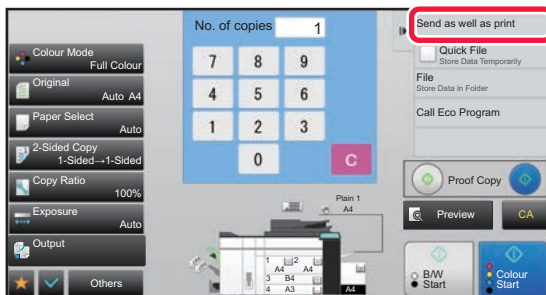 No. of copies 1
Colour Mode
Full Colour
Original
Auto A4
Paper Select
Auto
2-Sided Copy
1-Sided→1-Sided
Copy Ratio
100%
Exposure
Auto
Output
Others
7 8 9
4 5 6
1 2 3
0 C
Plain 1
A4
1 2
A4 A4
3 B4
4 A3 A4
Send as well as print
Quick File
Store Data Temporarily
File
Store Data in Folder
Call Eco Program
Proof Copy
Preview CA
B/W
Start
Colour
Start